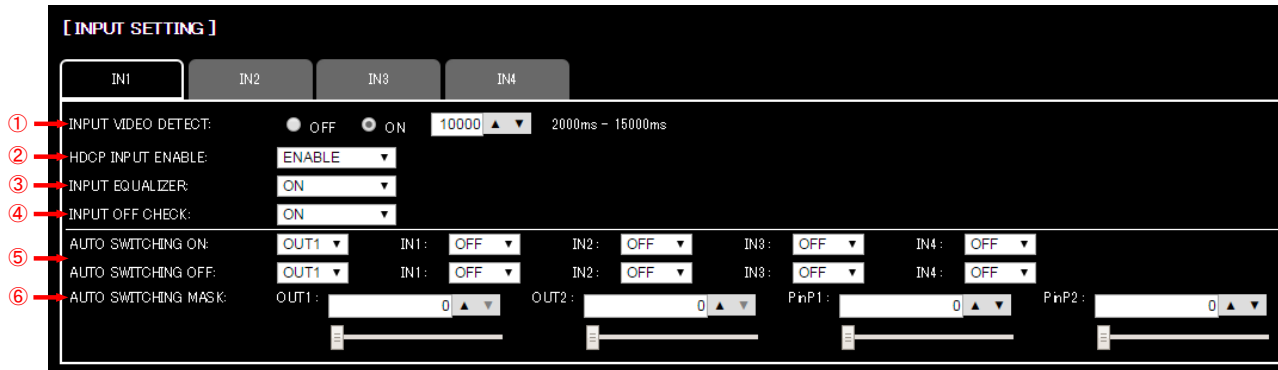 [ INPUT SETTING ]
IN1 IN2 IN3 IN4
① INPUT VIDEO DETECT: OFF ON 10000 ▲ ▼ 2000ms - 15000ms
② HDCP INPUT ENABLE: ENABLE ▼
③ INPUT EQUALIZER: ON ▼
④ INPUT OFF CHECK: ON ▼
⑤ AUTO SWITCHING ON: OUT1 ▼ IN1: OFF ▼ IN2: OFF ▼ IN3: OFF ▼ IN4: OFF ▼
AUTO SWITCHING OFF: OUT1 ▼ IN1: OFF ▼ IN2: OFF ▼ IN3: OFF ▼ IN4: OFF ▼
⑥ AUTO SWITCHING MASK: OUT1: 0 ▲ ▼ OUT2: 0 ▲ ▼ PinP1: 0 ▲ ▼ PinP2: 0 ▲ ▼